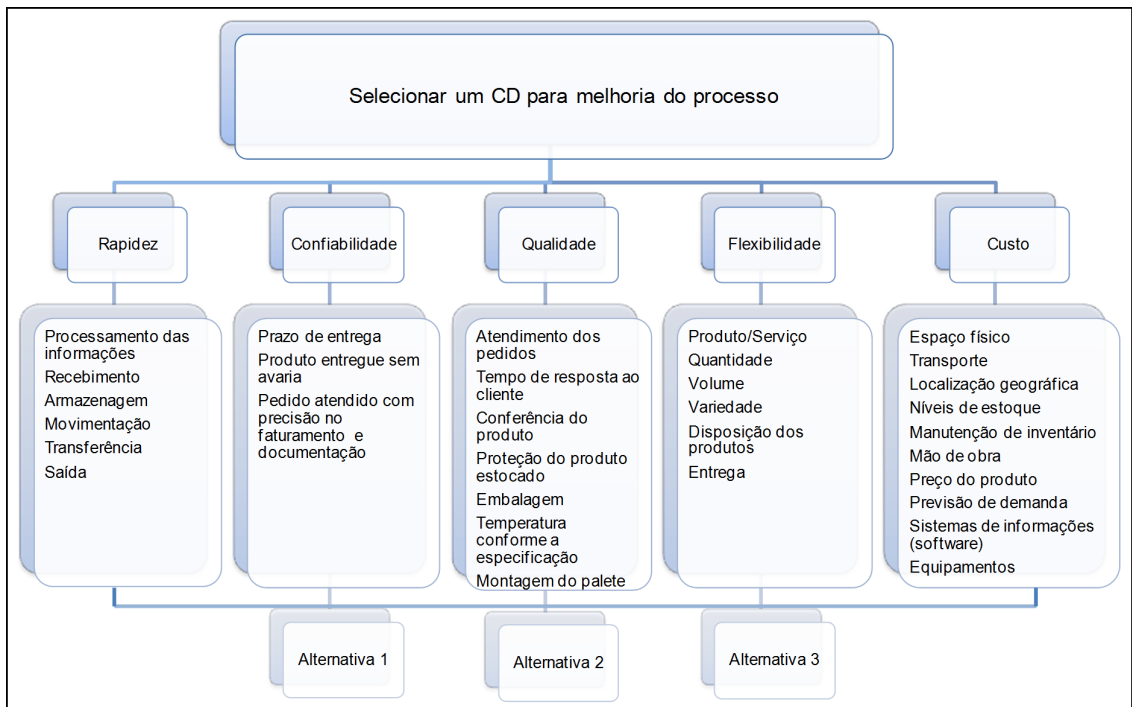 Selecionar um CD para melhoria do processo
Rapidez
Confiabilidade
Qualidade
Flexibilidade
Custo
Processamento das
informações
Recebimento
Armazenagem
Movimentação
Transferência
Saída
Prazo de entrega
Produto entregue sem
avaria
Pedido atendido com
precisão no
faturamento e
documentação
Atendimento dos
pedidos
Tempo de resposta ao
cliente
Conferência do
produto
Proteção do produto
estocado
Embalagem
Temperatura
conforme a
especificação
Montagem do palete
Produto/Serviço
Quantidade
Volume
Variedade
Disposição dos
produtos
Entrega
Espaço físico
Transporte
Localização geográfica
Níveis de estoque
Manutenção de inventário
Mão de obra
Preço do produto
Previsão de demanda
Sistemas de informações
(software)
Equipamentos
Alternativa 1
Alternativa 2
Alternativa 3